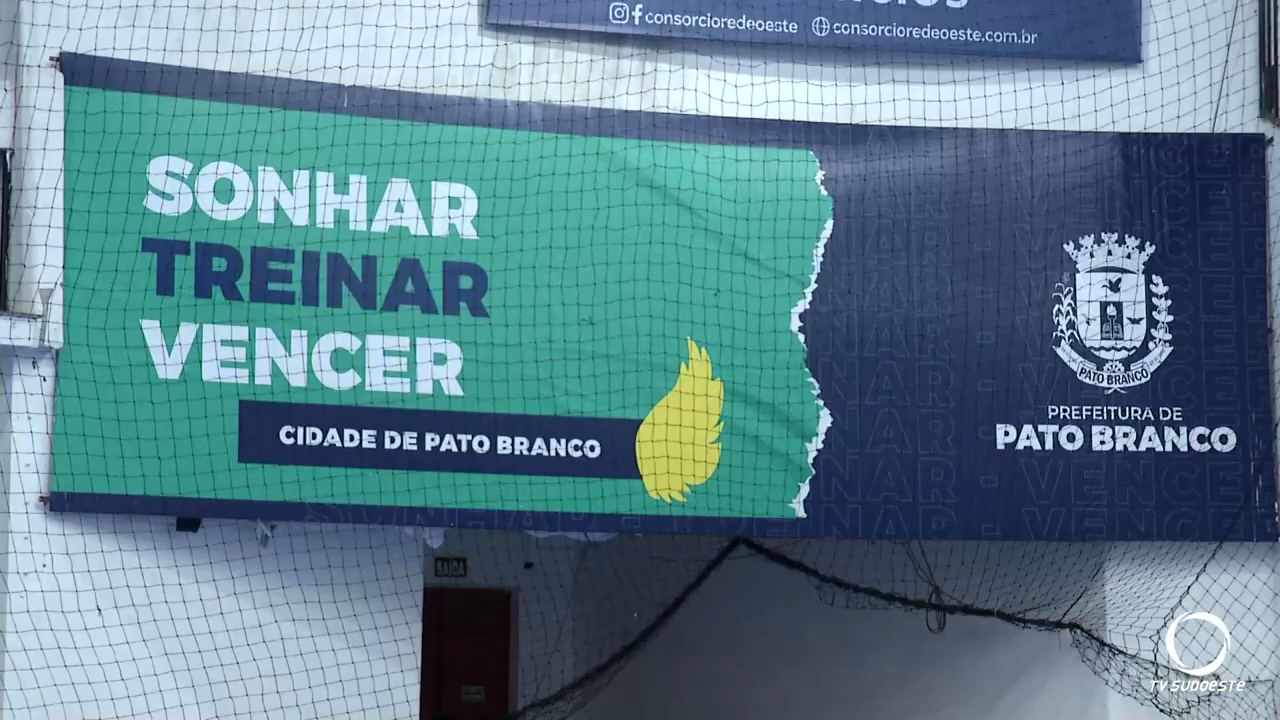 consorcioredeoeste consorcioredeoeste.com.br
SONHAR
TREINAR
VENCER
CIDADE DE PATO BRANCO
PATO BRANCO
PREFEITURA DE
PATO BRANCO
SAÍDA
TV SUDOESTE